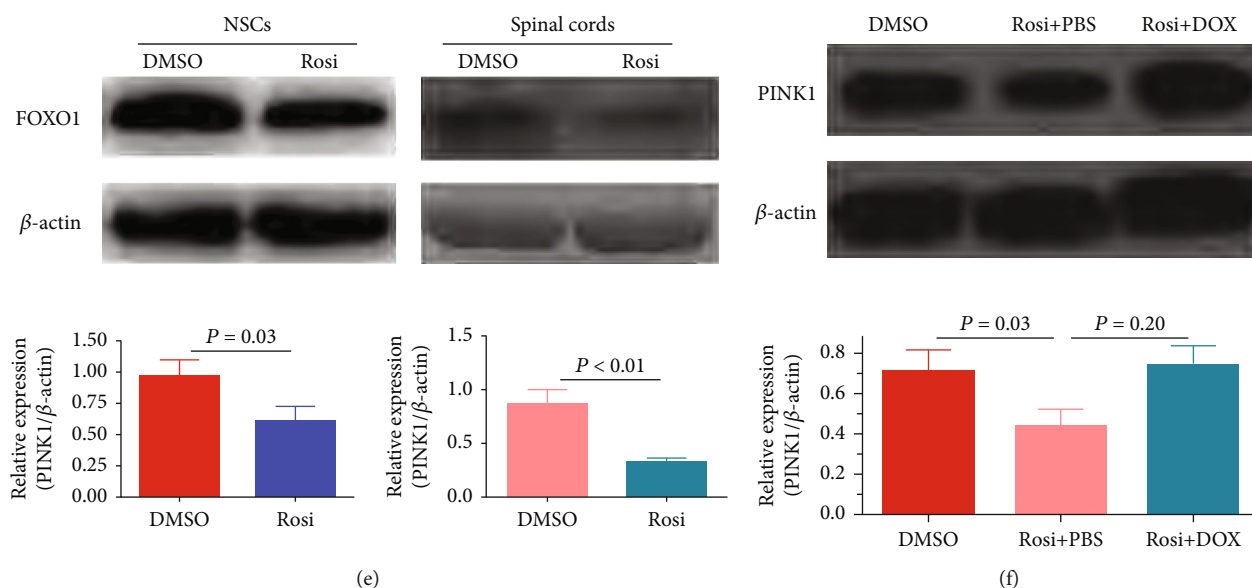 NSCs
DMSO Rosi
FOXO1
β-actin
Spinal cords
DMSO Rosi
DMSO Rosi+PBS Rosi+DOX
PINK1
β-actin
Relative expression
(PINK1/β-actin)
1.50
1.00
0.75
0.50
0.25
0.00
P = 0.03
DMSO Rosi
Relative expression
(PINK1/β-actin)
1.5
1.0
0.5
0.0
P < 0.01
DMSO Rosi
(e)
Relative expression
(PINK1/β-actin)
0.8
0.6
0.4
0.2
0.0
P = 0.03
P = 0.20
DMSO Rosi+PBS Rosi+DOX
(f)